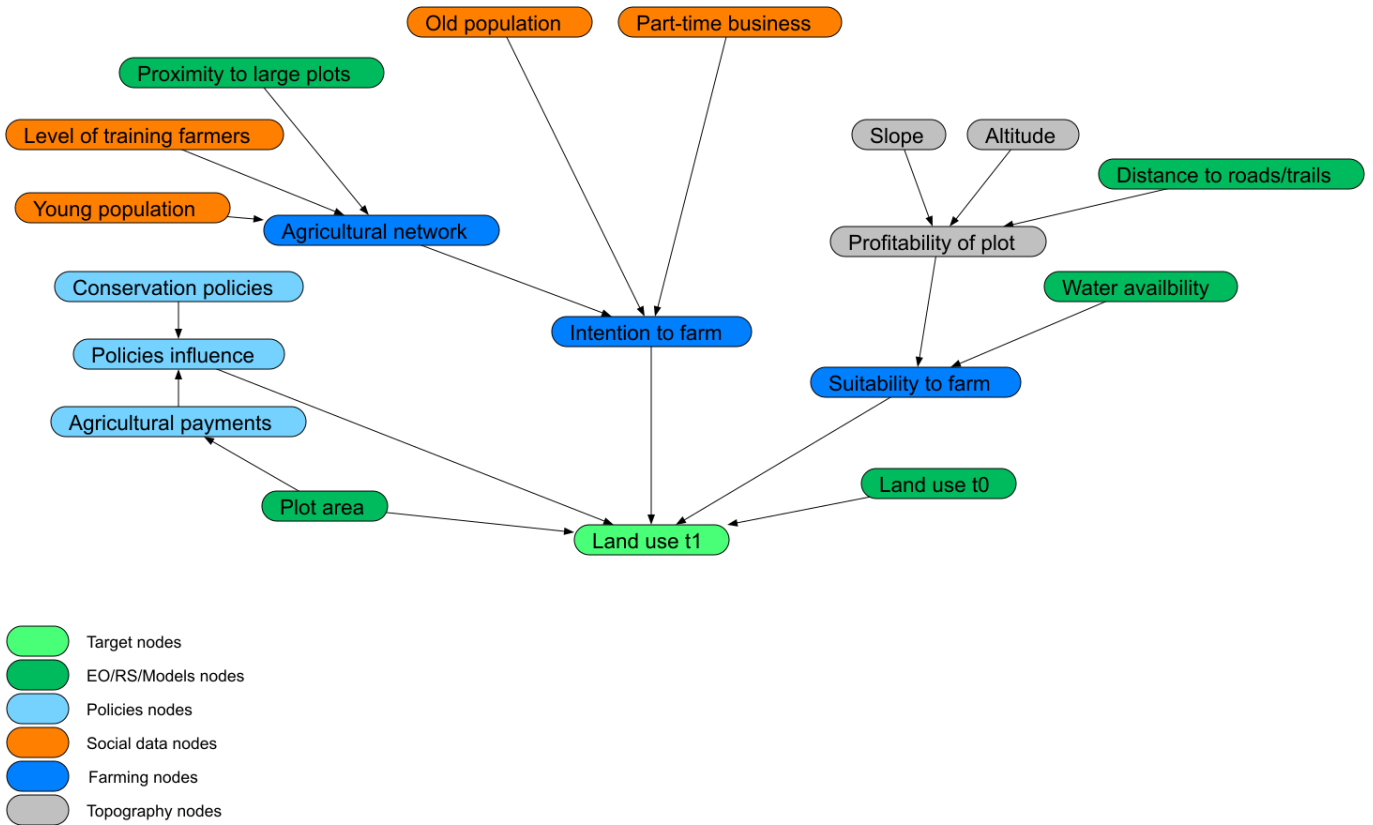 Old population
Part-time business
Proximity to large plots
Level of training farmers
Slope
Altitude
Distance to roads/trails
Young population
Agricultural network
Profitability of plot
Conservation policies
Water availbility
Intention to farm
Policies influence
Suitability to farm
Agricultural payments
Land use t0
Plot area
Land use t1
Target nodes
EO/RS/Models nodes
Policies nodes
Social data nodes
Farming nodes
Topography nodes